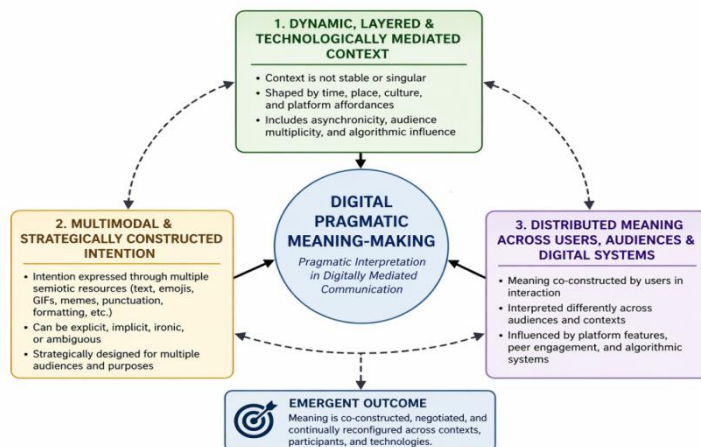 1. DYNAMIC, LAYERED &
TECHNOLOGICALLY MEDIATED
CONTEXT
• Context is not stable or singular
• Shaped by time, place, culture,
and platform affordances
• Includes asynchronicity, audience
multiplicity, and algorithmic influence
DIGITAL
PRAGMATIC
MEANING-MAKING
Pragmatic Interpretation
in Digitally Mediated
Communication
2. MULTIMODAL &
STRATEGICALLY CONSTRUCTED
INTENTION
• Intention expressed through multiple
semiotic resources (text, emojis,
GIFs, memes, punctuation,
formatting, etc.)
• Can be explicit, implicit, ironic,
or ambiguous
• Strategically designed for multiple
audiences and purposes
3. DISTRIBUTED MEANING
ACROSS USERS, AUDIENCES &
DIGITAL SYSTEMS
• Meaning co-constructed by users in
interaction
• Interpreted differently across
audiences and contexts
• Influenced by platform features,
peer engagement, and algorithmic
systems
EMERGENT OUTCOME
Meaning is co-constructed, negotiated, and
continually reconfigured across contexts,
participants, and technologies.